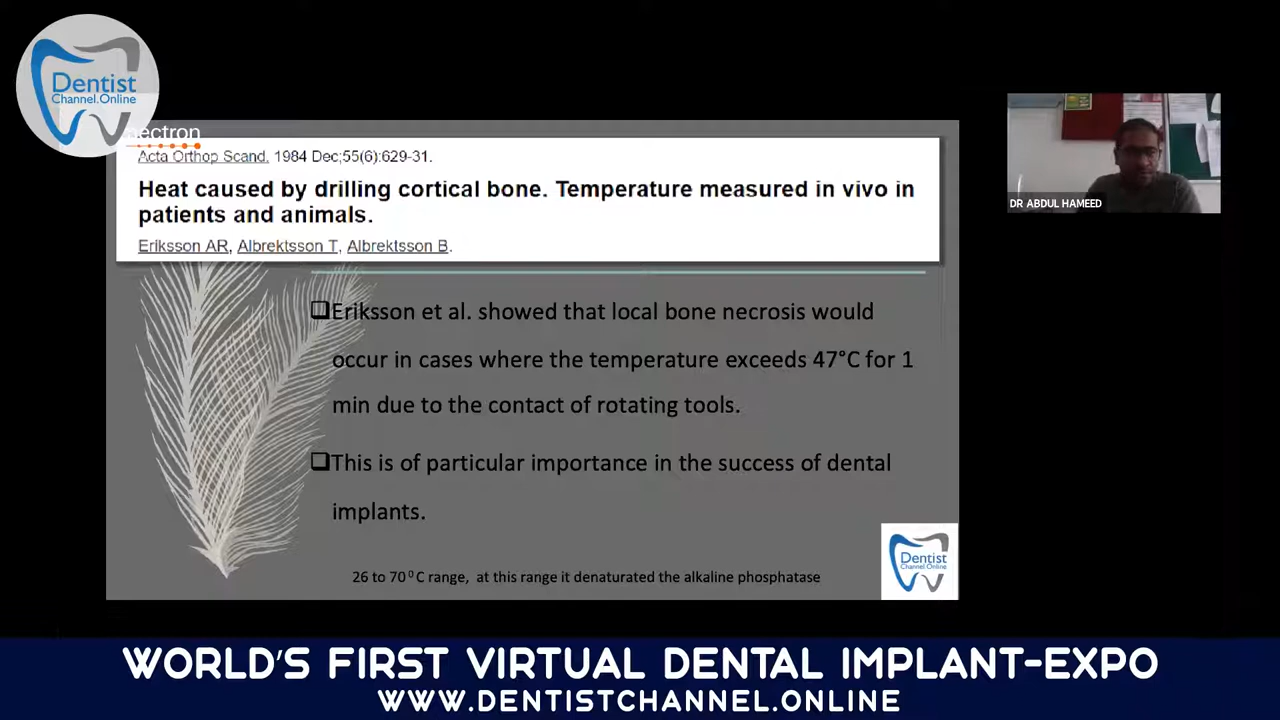 Dentist
Channel.Online
aectron
Acta Orthop Scand. 1984 Dec;55(6):629-31.
Heat caused by drilling cortical bone. Temperature measured in vivo in
patients and animals.
Eriksson AR, Albrektsson T, Albrektsson B.
DR ABDUL HAMEED
❑Eriksson et al. showed that local bone necrosis would
occur in cases where the temperature exceeds 47°C for 1
min due to the contact of rotating tools.
❑This is of particular importance in the success of dental
implants.
26 to 70⁰ C range, at this range it denaturated the alkaline phosphatase
Dentist
Channel.Online
WORLD'S FIRST VIRTUAL DENTAL IMPLANT-EXPO
WWW.DENTISTCHANNEL.ONLINE